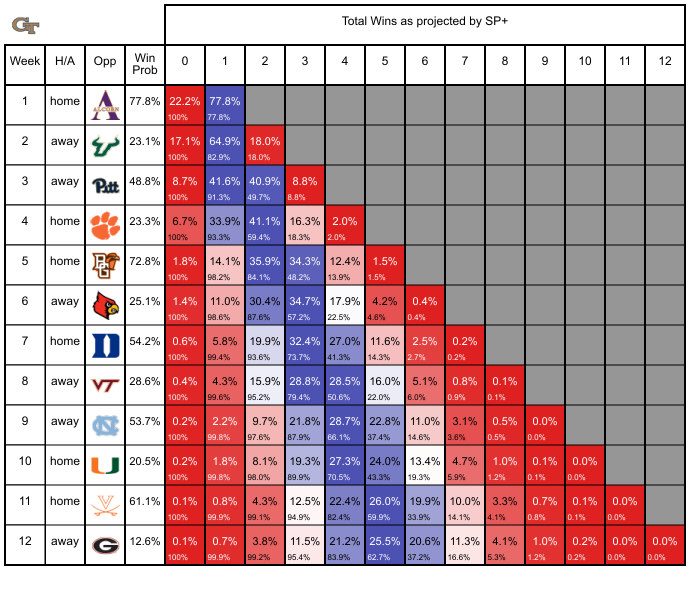 GT
Total Wins as projected by SP+
Week H/A Opp Win Prob 0 1 2 3 4 5 6 7 8 9 10 11 12
1 home ALCORN 77.8% 22.2% 77.8%
100% 77.8%
2 away 23.1% 17.1% 64.9% 18.0%
100% 82.9% 18.0%
3 away Pitt 48.8% 8.7% 41.6% 40.9% 8.8%
100% 91.3% 49.7% 8.8%
4 home 23.3% 6.7% 33.9% 41.1% 16.3% 2.0%
100% 93.3% 59.4% 18.3% 2.0%
5 home BG 72.8% 1.8% 14.1% 35.9% 34.3% 12.4% 1.5%
100% 98.2% 84.1% 48.2% 13.9% 1.5%
6 away 25.1% 1.4% 11.0% 30.4% 34.7% 17.9% 4.2% 0.4%
100% 98.6% 87.6% 57.2% 22.5% 4.6% 0.4%
7 home D 54.2% 0.6% 5.8% 19.9% 32.4% 27.0% 11.6% 2.5% 0.2%
100% 99.4% 93.6% 73.7% 41.3% 14.3% 2.7% 0.2%
8 away VT 28.6% 0.4% 4.3% 15.9% 28.8% 28.5% 16.0% 5.1% 0.8% 0.1%
100% 99.6% 95.2% 79.4% 50.6% 22.0% 6.0% 0.9% 0.1%
9 away NC 53.7% 0.2% 2.2% 9.7% 21.8% 28.7% 22.8% 11.0% 3.1% 0.5% 0.0%
100% 99.8% 97.6% 87.9% 66.1% 37.4% 14.6% 3.6% 0.5% 0.0%
10 home U 20.5% 0.2% 1.8% 8.1% 19.3% 27.3% 24.0% 13.4% 4.7% 1.0% 0.1% 0.0%
100% 99.8% 98.0% 89.9% 70.5% 43.3% 19.3% 5.9% 1.2% 0.1% 0.0%
11 home V 61.1% 0.1% 0.8% 4.3% 12.5% 22.4% 26.0% 19.9% 10.0% 3.3% 0.7% 0.1% 0.0%
100% 99.9% 99.1% 94.9% 82.4% 59.9% 33.9% 14.1% 4.1% 0.8% 0.1% 0.0%
12 away G 12.6% 0.1% 0.7% 3.8% 11.5% 21.2% 25.5% 20.6% 11.3% 4.1% 1.0% 0.2% 0.0% 0.0%
100% 99.9% 99.2% 95.4% 83.9% 62.7% 37.2% 16.6% 5.3% 1.2% 0.2% 0.0% 0.0%